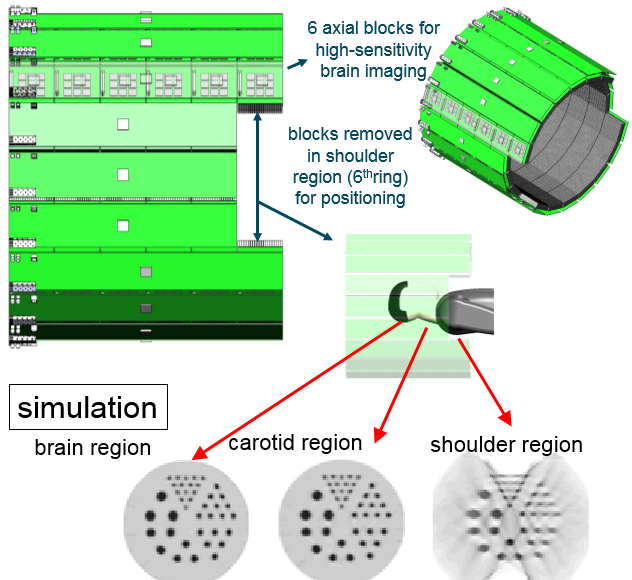 6 axial blocks for
high-sensitivity
brain imaging
blocks removed
in shoulder
region (6thring)
for positioning
simulation
brain region
carotid region
shoulder region